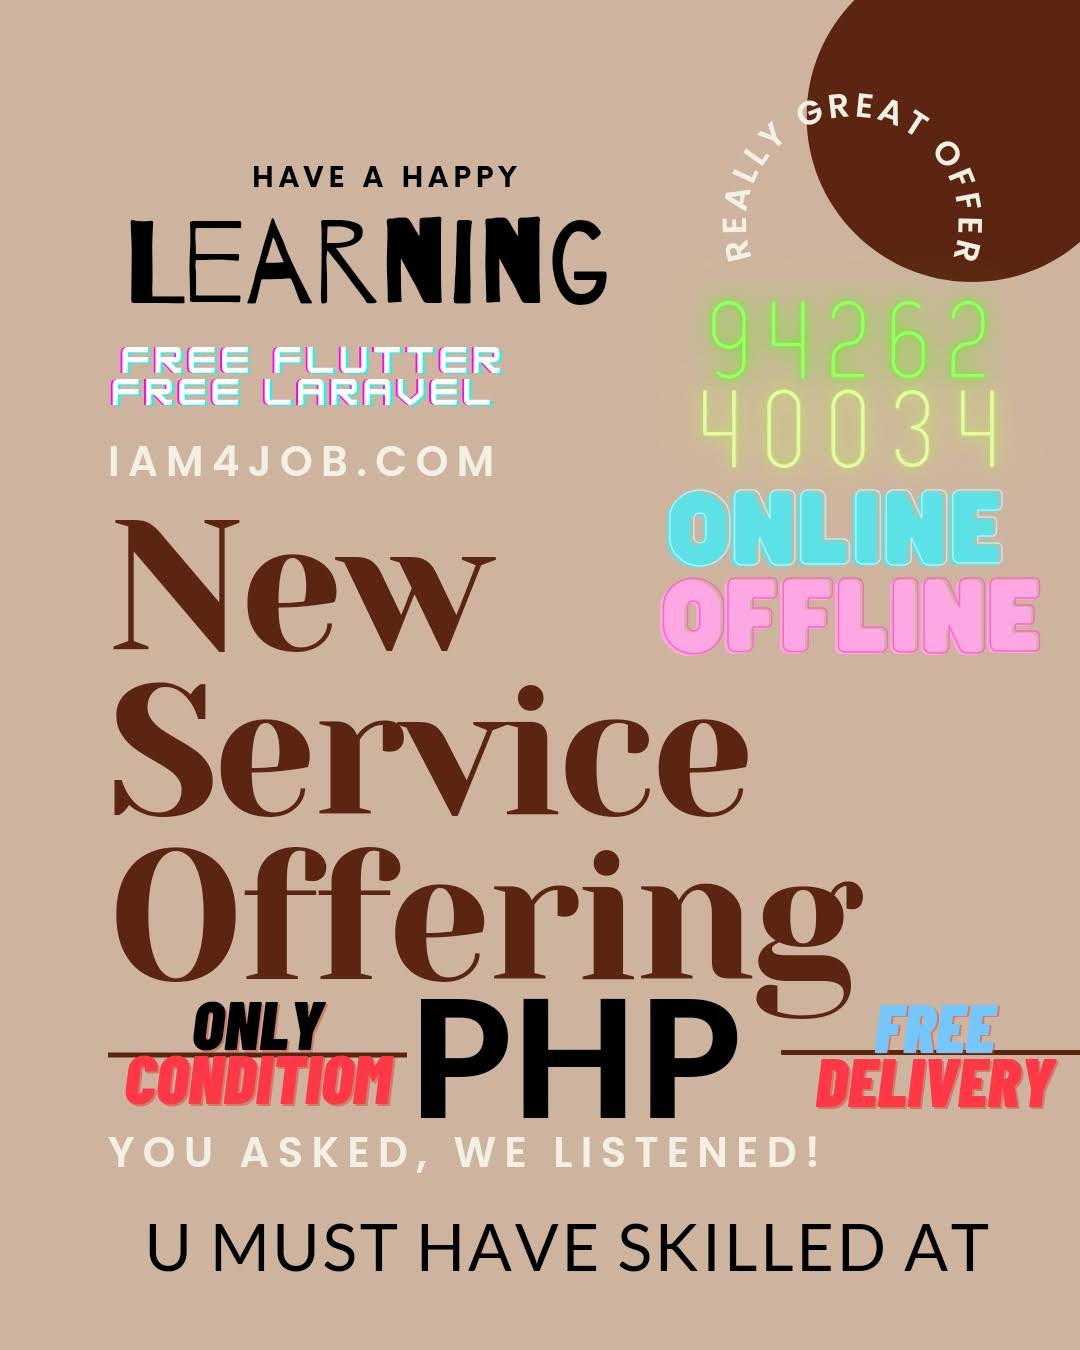 REALLY GREAT OFFER
HAVE A HAPPY
LEARNING
FREE FLUTTER
FREE LARAVEL
IAM4JOB.COM
94262
40034
ONLINE
OFFLINE
New
Service
Offering
ONLY
CONDITIOM
PHP
FREE
DELIVERY
YOU ASKED, WE LISTENED!
U MUST HAVE SKILLED AT